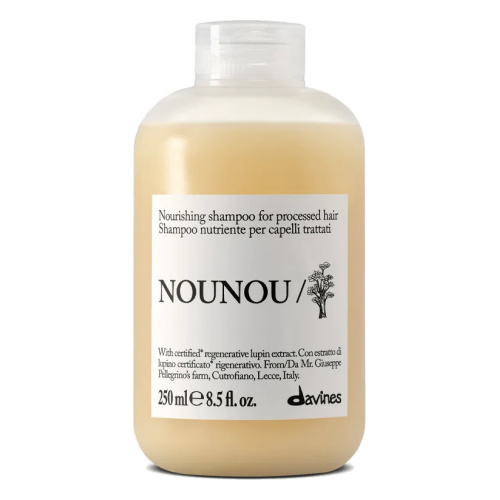 Nourishing shampoo for processed hair
Shampoo nutriente per capelli trattati
NOUNOU /
With certified* regenerative lupin extract. Con estratto di
lupino certificato* rigenerativo. From/Da Mr. Giuseppe
Pellegrino's farm, Cutrofiano, Lecce, Italy.
250 ml ℮ 8.5 fl. oz.
davines